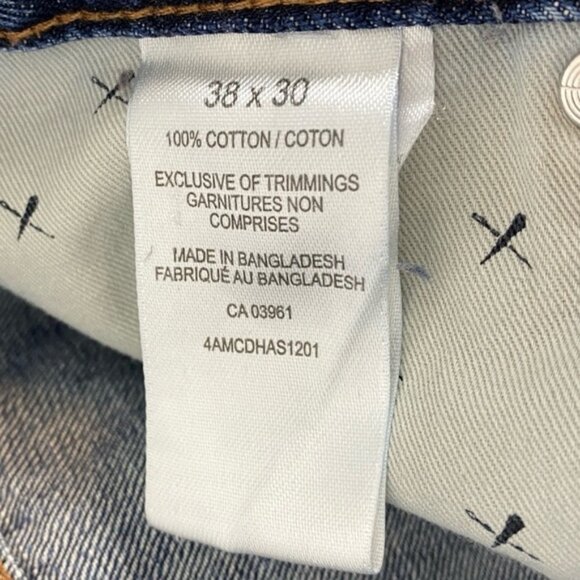 38 x 30
100% COTTON / COTON
EXCLUSIVE OF TRIMMINGS
GARNITURES NON
COMPRISES
MADE IN BANGLADESH
FABRIQUÉ AU BANGLADESH
CA 03961
4AMCDHAS1201